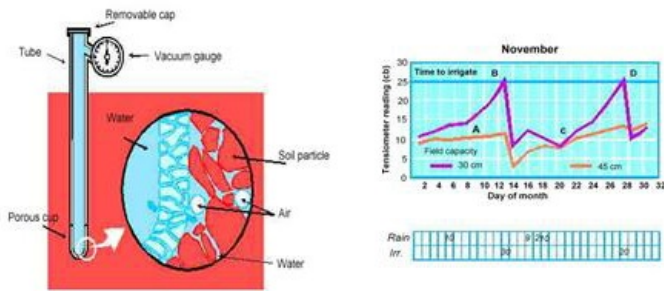 Removable cap
Tube
Vacuum gauge
Water
Soil particle
Air
Porous cup
Water
November
Time to irrigate
B
D
A
c
Tensiometer reading (cb)
30
25
20
15
10
5
0
Field capacity
30 cm
45 cm
2 4 6 8 10 12 14 16 18 20 22 24 26 28 30 32
Day of month
Rain 10 9 210
Irr. 30 20